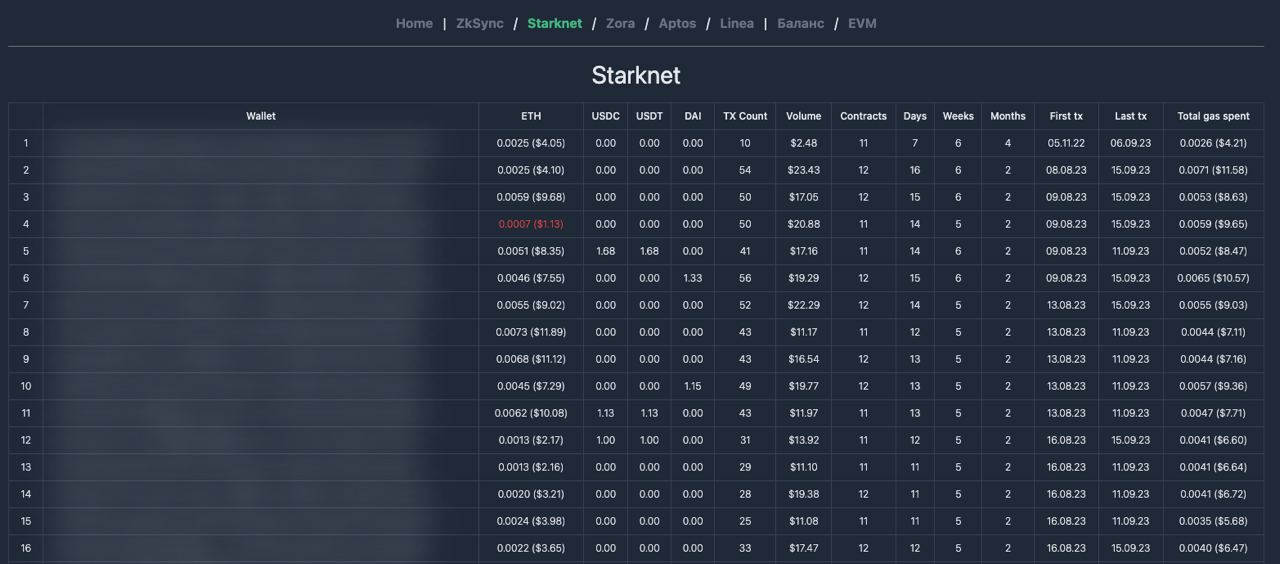 Home | ZkSync / Starknet / Zora / Aptos / Linea | Баланс / EVM
Starknet
Wallet ETH USDC USDT DAI TX Count Volume Contracts Days Weeks Months First tx Last tx Total gas spent
1 0.0025 ($4.05) 0.00 0.00 0.00 10 $2.48 11 7 6 4 05.11.22 06.09.23 0.0026 ($4.21)
2 0.0025 ($4.10) 0.00 0.00 0.00 54 $23.43 12 16 6 2 08.08.23 15.09.23 0.0071 ($11.58)
3 0.0059 ($9.68) 0.00 0.00 0.00 50 $17.05 12 15 6 2 09.08.23 15.09.23 0.0053 ($8.63)
4 0.0007 ($1.13) 0.00 0.00 0.00 50 $20.88 11 14 5 2 09.08.23 15.09.23 0.0059 ($9.65)
5 0.0051 ($8.35) 1.68 1.68 0.00 41 $17.16 11 14 6 2 09.08.23 11.09.23 0.0052 ($8.47)
6 0.0046 ($7.55) 0.00 0.00 1.33 56 $19.29 12 15 6 2 09.08.23 15.09.23 0.0065 ($10.57)
7 0.0055 ($9.02) 0.00 0.00 0.00 52 $22.29 12 14 5 2 13.08.23 15.09.23 0.0055 ($9.03)
8 0.0073 ($11.89) 0.00 0.00 0.00 43 $11.17 11 12 5 2 13.08.23 11.09.23 0.0044 ($7.11)
9 0.0068 ($11.12) 0.00 0.00 0.00 43 $16.54 12 13 5 2 13.08.23 11.09.23 0.0044 ($7.16)
10 0.0045 ($7.29) 0.00 0.00 1.15 49 $19.77 12 13 5 2 13.08.23 11.09.23 0.0057 ($9.36)
11 0.0062 ($10.08) 1.13 1.13 0.00 43 $11.97 11 13 5 2 13.08.23 11.09.23 0.0047 ($7.71)
12 0.0013 ($2.17) 1.00 1.00 0.00 31 $13.92 11 12 5 2 16.08.23 15.09.23 0.0041 ($6.60)
13 0.0013 ($2.16) 0.00 0.00 0.00 29 $11.10 11 11 5 2 16.08.23 11.09.23 0.0041 ($6.64)
14 0.0020 ($3.21) 0.00 0.00 0.00 28 $19.38 12 11 5 2 16.08.23 11.09.23 0.0041 ($6.72)
15 0.0024 ($3.98) 0.00 0.00 0.00 25 $11.08 11 11 5 2 16.08.23 11.09.23 0.0035 ($5.68)
16 0.0022 ($3.65) 0.00 0.00 0.00 33 $17.47 12 12 5 2 16.08.23 15.09.23 0.0040 ($6.47)